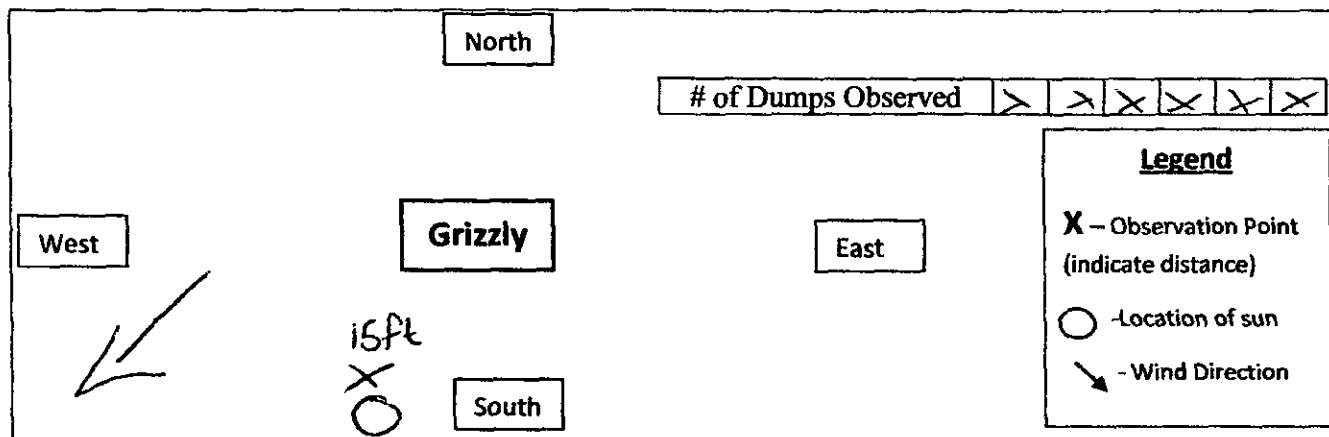 North
# of Dumps Observed X X X X X X
Legend
X – Observation Point
(indicate distance)
-Location of sun
- Wind Direction
West
Grizzly
East
15ft
X
South